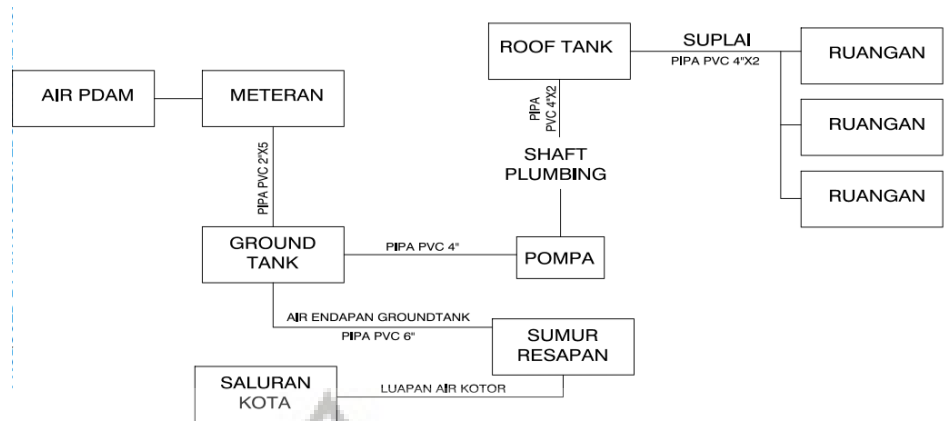 ROOF TANK
SUPLAI
PIPA PVC 4"X2
RUANGAN
AIR PDAM
METERAN
PIPA
PVC 4"X2
RUANGAN
SHAFT
PLUMBING
PIPA PVC 2"X5
RUANGAN
GROUND
TANK
PIPA PVC 4"
POMPA
AIR ENDAPAN GROUNDTANK
PIPA PVC 6"
SUMUR
RESAPAN
SALURAN
KOTA
LUAPAN AIR KOTOR